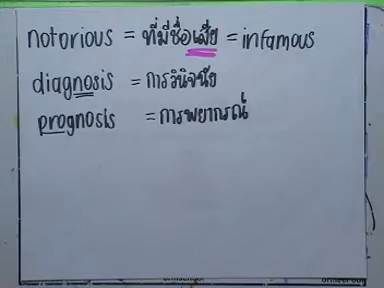 notorious = ที่มีชื่อเสีย = infamous
diagnosis = การวินิจฉัย
prognosis = การพยากรณ์